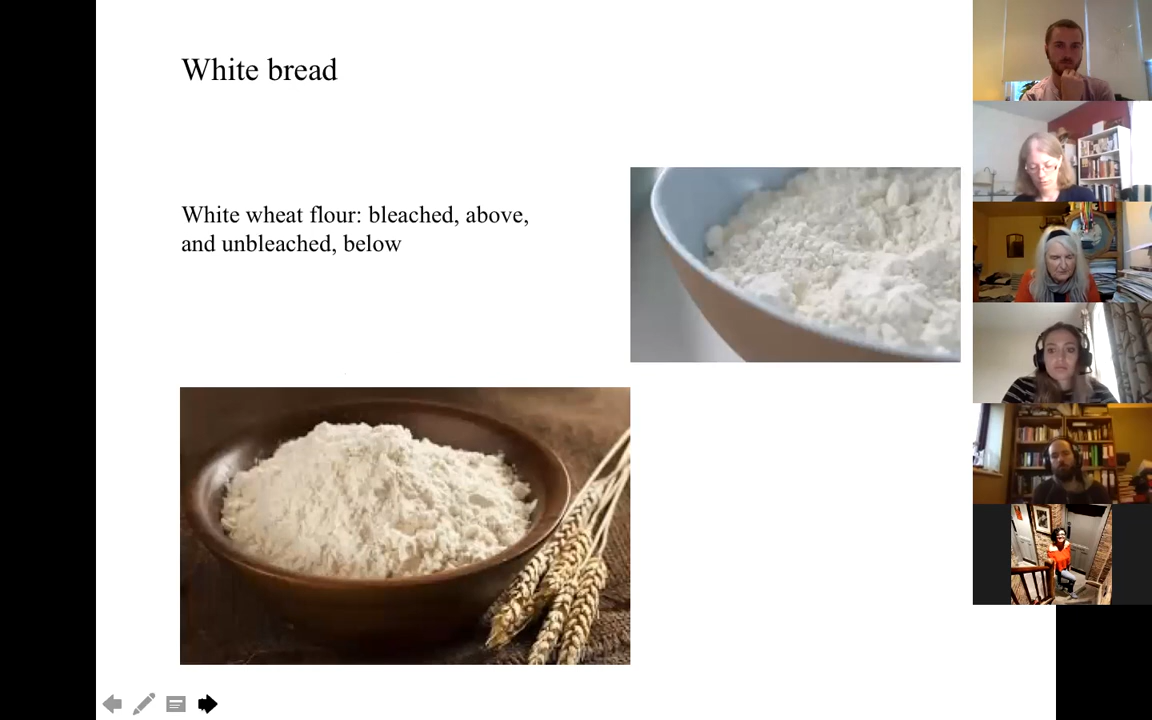 White bread
White wheat flour: bleached, above,
and unbleached, below